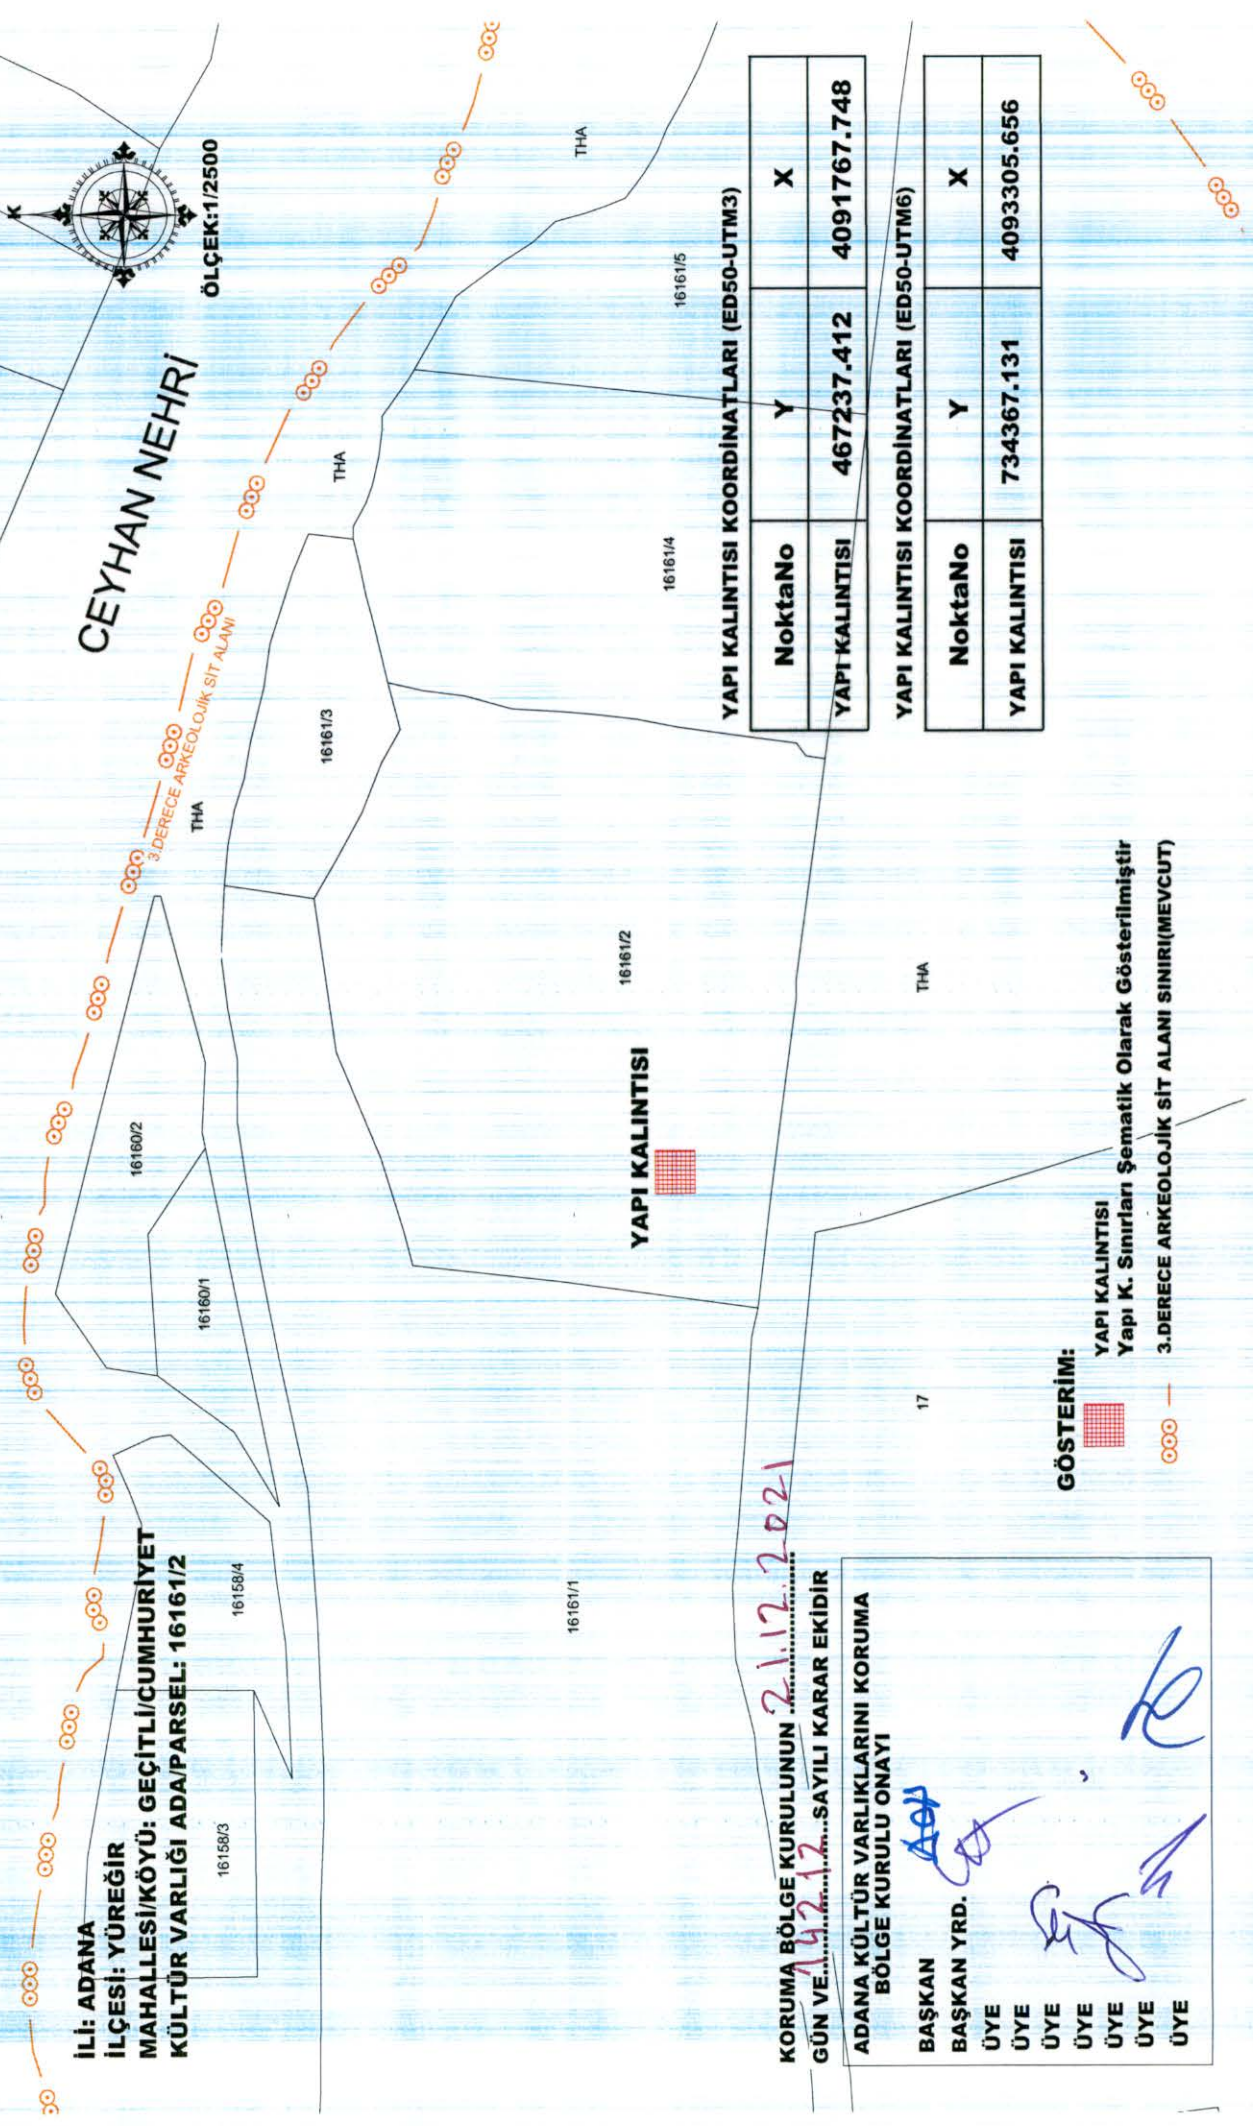 İLİ: ADANA
İLÇESİ: YÜREĞİR
MAHALLESİ/KÖYÜ: GEÇİTLİ/CUMHURİYET
KÜLTÜR VARLIĞI ADA/PARSEL: 16161/2
K
ÖLÇEK:1/2500
CEYHAN NEHRİ
3.DERECE ARKEOLOJİK SİT ALANI
16158/3
16158/4
16160/1
16160/2
THA
16161/3
THA
THA
16161/1
16161/2
16161/4
16161/5
YAPI KALINTISI
THA
17
YAPI KALINTISI KOORDİNATLARI (ED50-UTM3)
NoktaNo Y X
YAPI KALINTISI 467237.412 4091767.748
YAPI KALINTISI KOORDİNATLARI (ED50-UTM6)
NoktaNo Y X
YAPI KALINTISI 734367.131 4093305.656
GÖSTERİM:
YAPI KALINTISI
Yapı K. Sınırları Şematik Olarak Gösterilmiştir
3.DERECE ARKEOLOJİK SİT ALANI SINIRI(MEVCUT)
KORUMA BÖLGE KURULUNUN 21.12.2021
GÜN VE 14212 SAYILI KARAR EKİDİR
ADANA KÜLTÜR VARLIKLARINI KORUMA
BÖLGE KURULU ONAYI
BAŞKAN
BAŞKAN YRD.
ÜYE
ÜYE
ÜYE
ÜYE
ÜYE
ÜYE
ÜYE